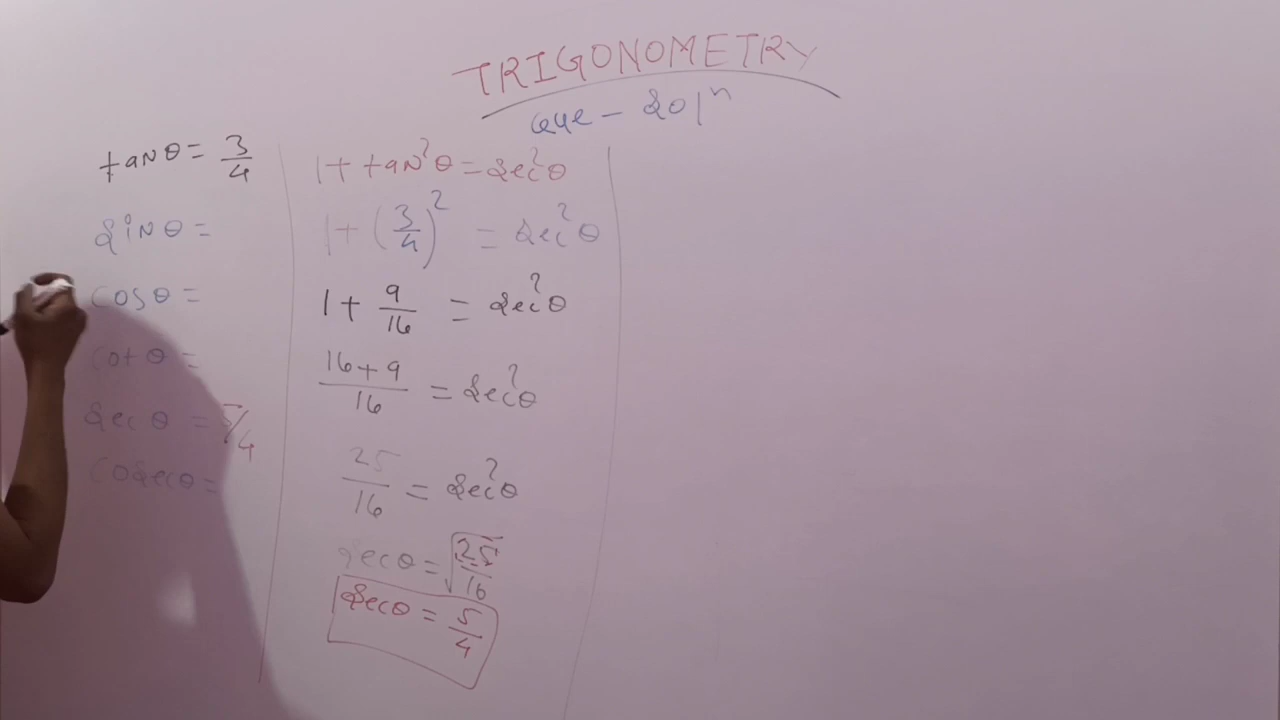 TRIGONOMETRY
Que - Solⁿ
tanθ = 3/4
sinθ =
cosθ =
cotθ =
secθ = 5/4
cosecθ =
1 + tan²θ = sec²θ
1 + (3/4)² = sec²θ
1 + 9/16 = sec²θ
16+9/16 = sec²θ
25/16 = sec²θ
secθ = √25/16
secθ = 5/4